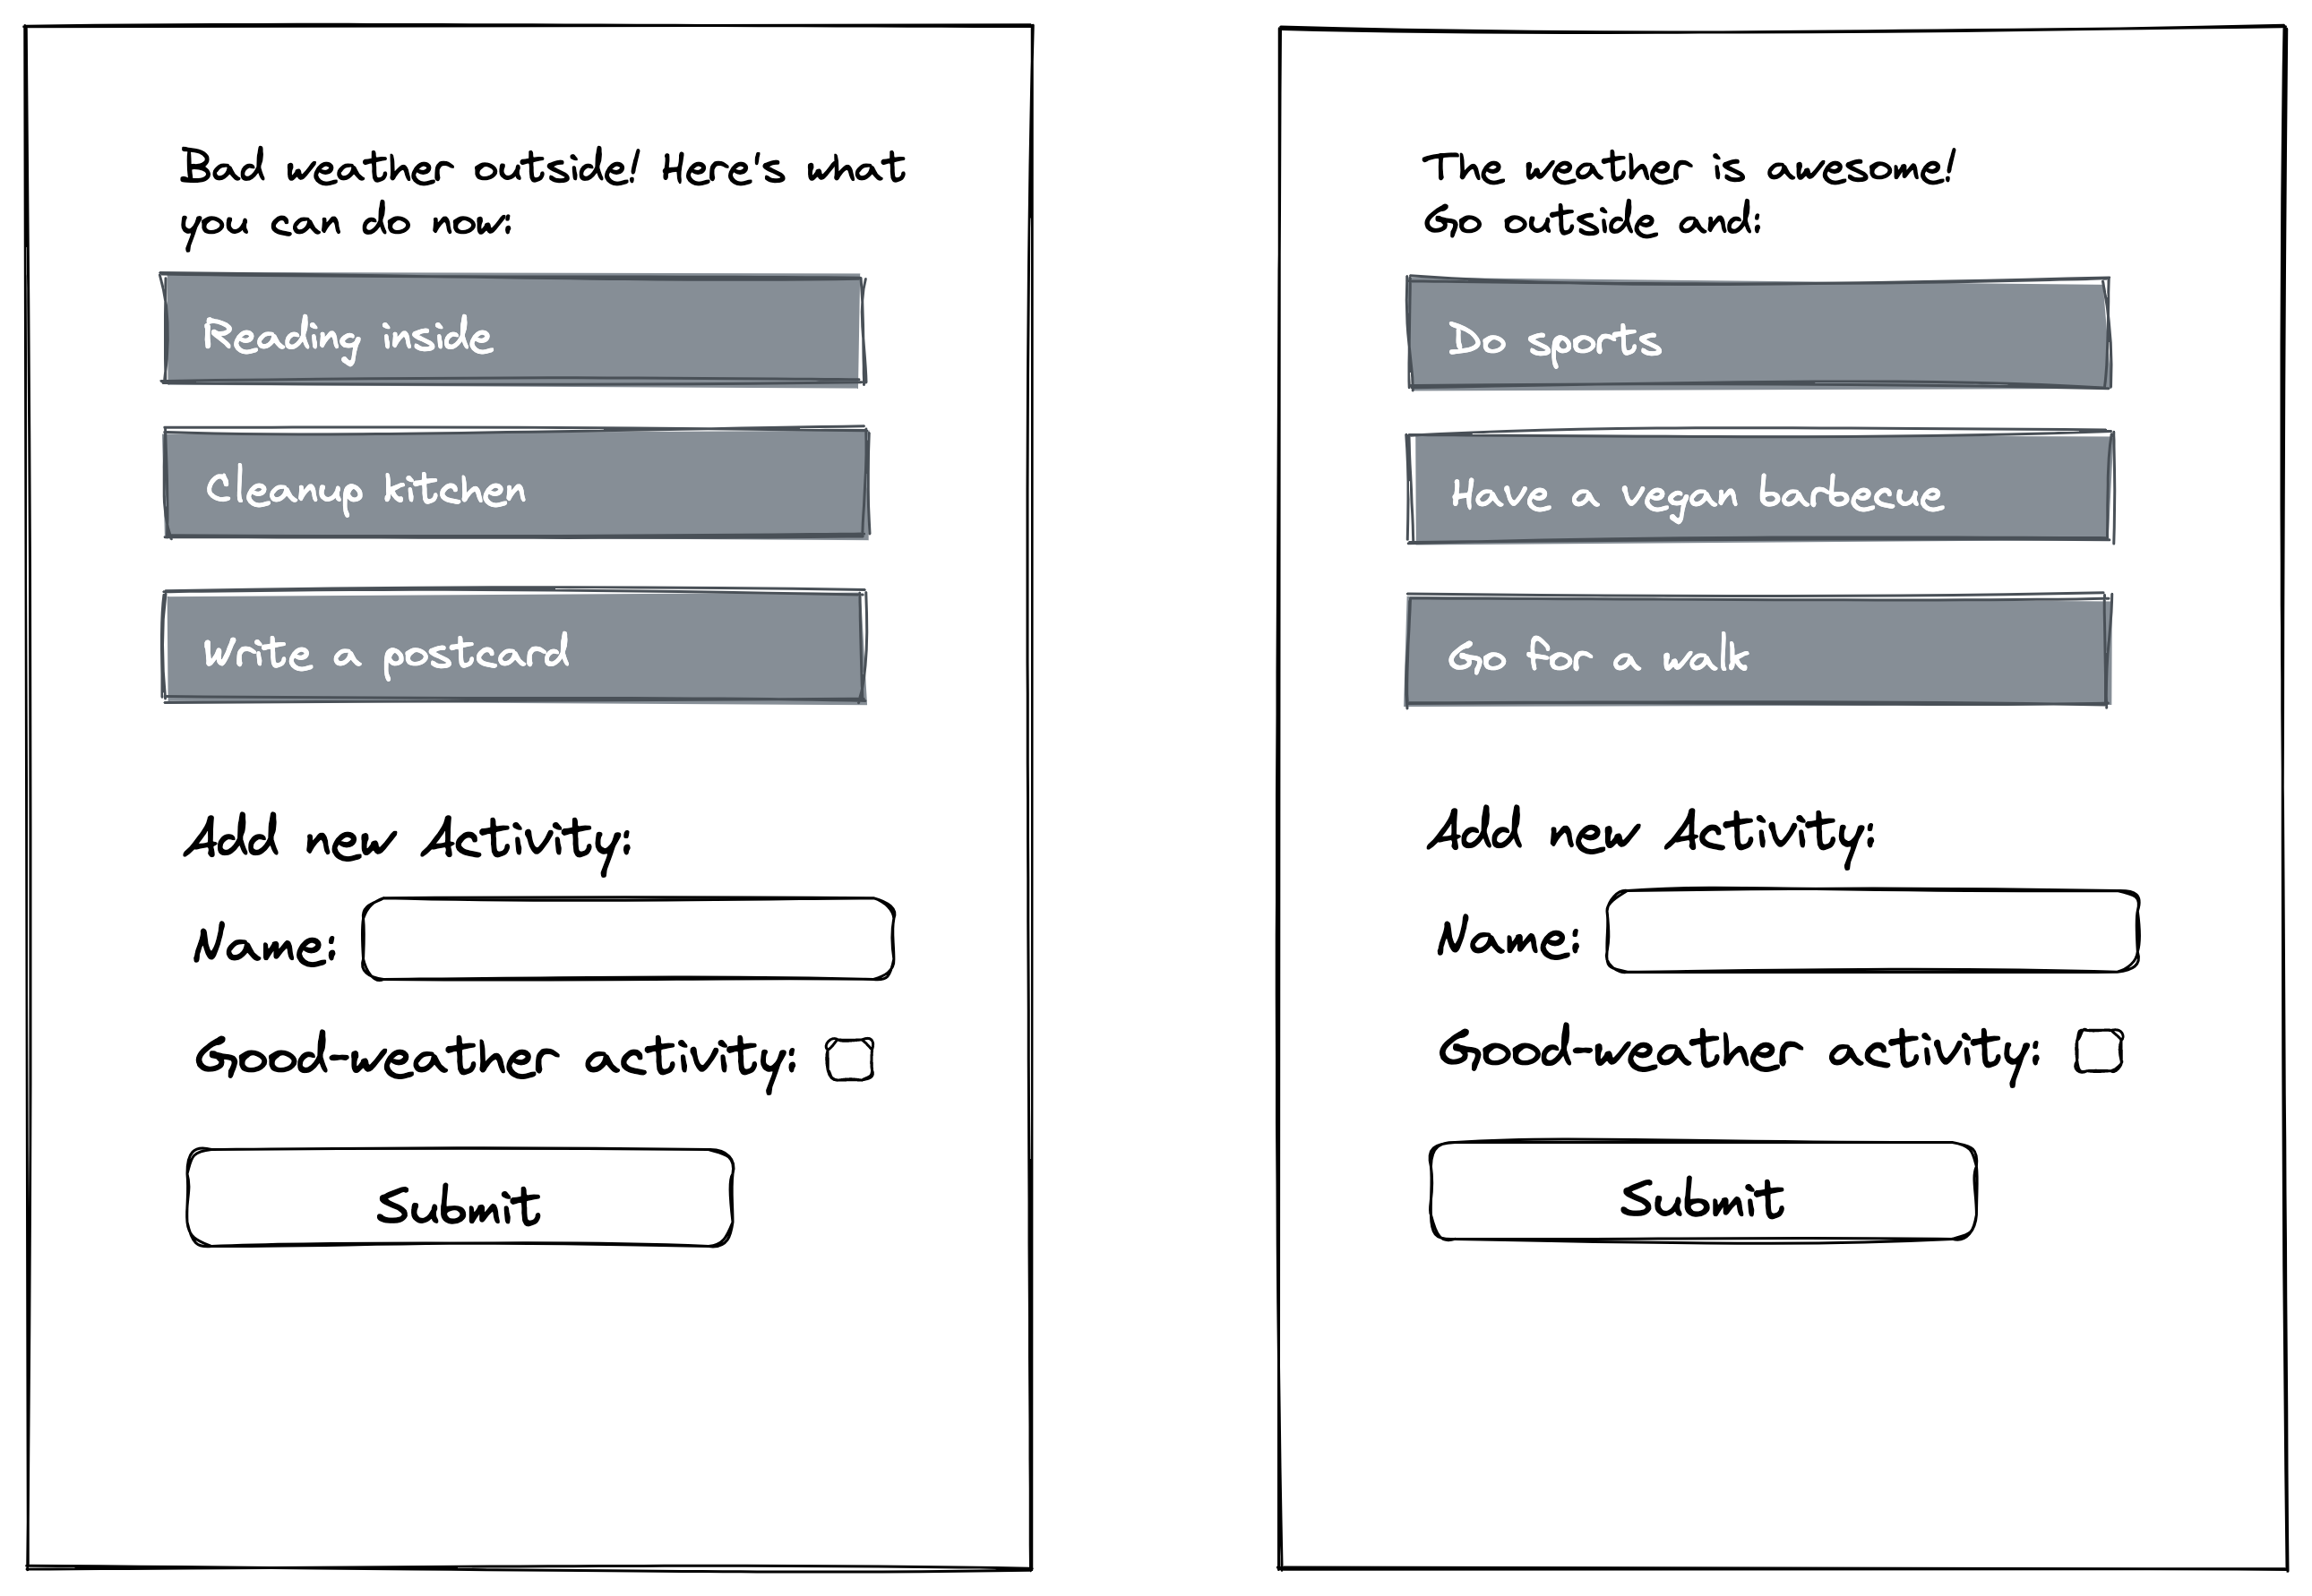 Bad weather outside! Here's what
you can do now:
Reading inside
Cleanup kitchen
Write a postcard
Add new Activity:
Name:
Good-weather activity:
Submit
The weather is awesome!
Go outside and:
Do sports
Have a vegan barbecue
Go for a walk
Add new Activity:
Name:
Good-weather activity:
Submit